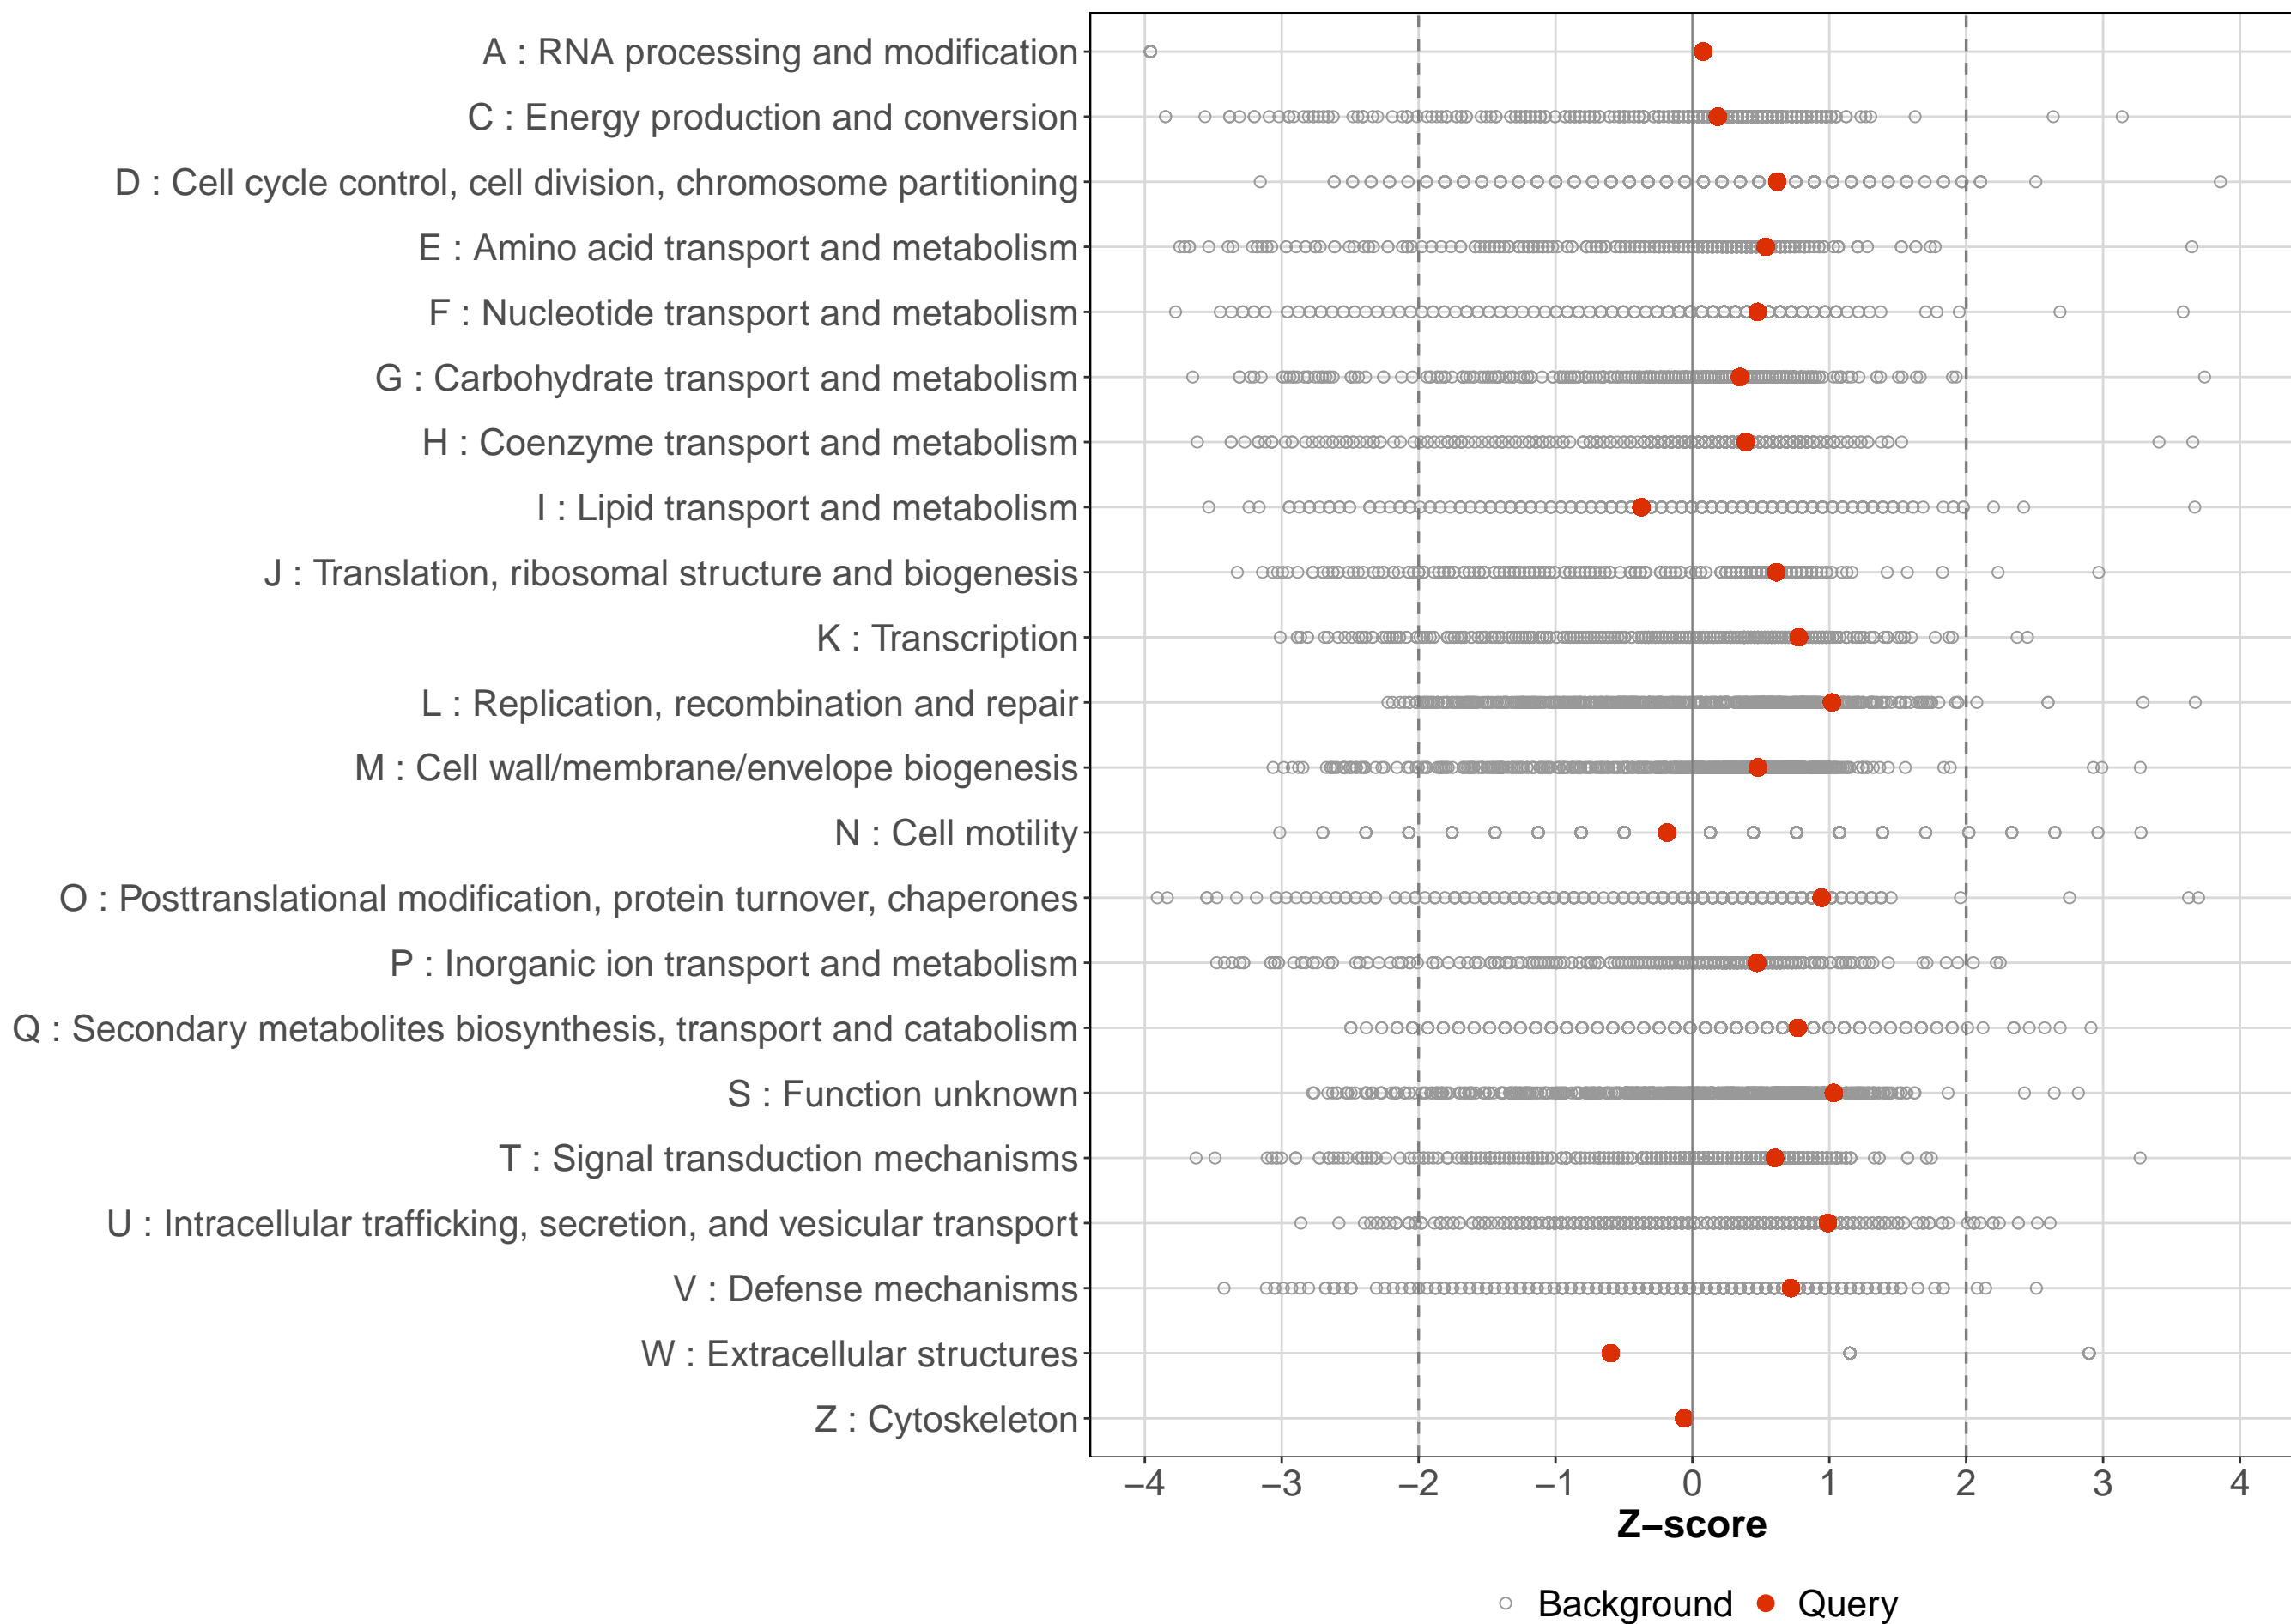 A : RNA processing and modification
C : Energy production and conversion
D : Cell cycle control, cell division, chromosome partitioning
E : Amino acid transport and metabolism
F : Nucleotide transport and metabolism
G : Carbohydrate transport and metabolism
H : Coenzyme transport and metabolism
I : Lipid transport and metabolism
J : Translation, ribosomal structure and biogenesis
K : Transcription
L : Replication, recombination and repair
M : Cell wall/membrane/envelope biogenesis
N : Cell motility
O : Posttranslational modification, protein turnover, chaperones
P : Inorganic ion transport and metabolism
Q : Secondary metabolites biosynthesis, transport and catabolism
S : Function unknown
T : Signal transduction mechanisms
U : Intracellular trafficking, secretion, and vesicular transport
V : Defense mechanisms
W : Extracellular structures
Z : Cytoskeleton
−4 −3 −2 −1 0 1 2 3 4
Z−score
Background Query